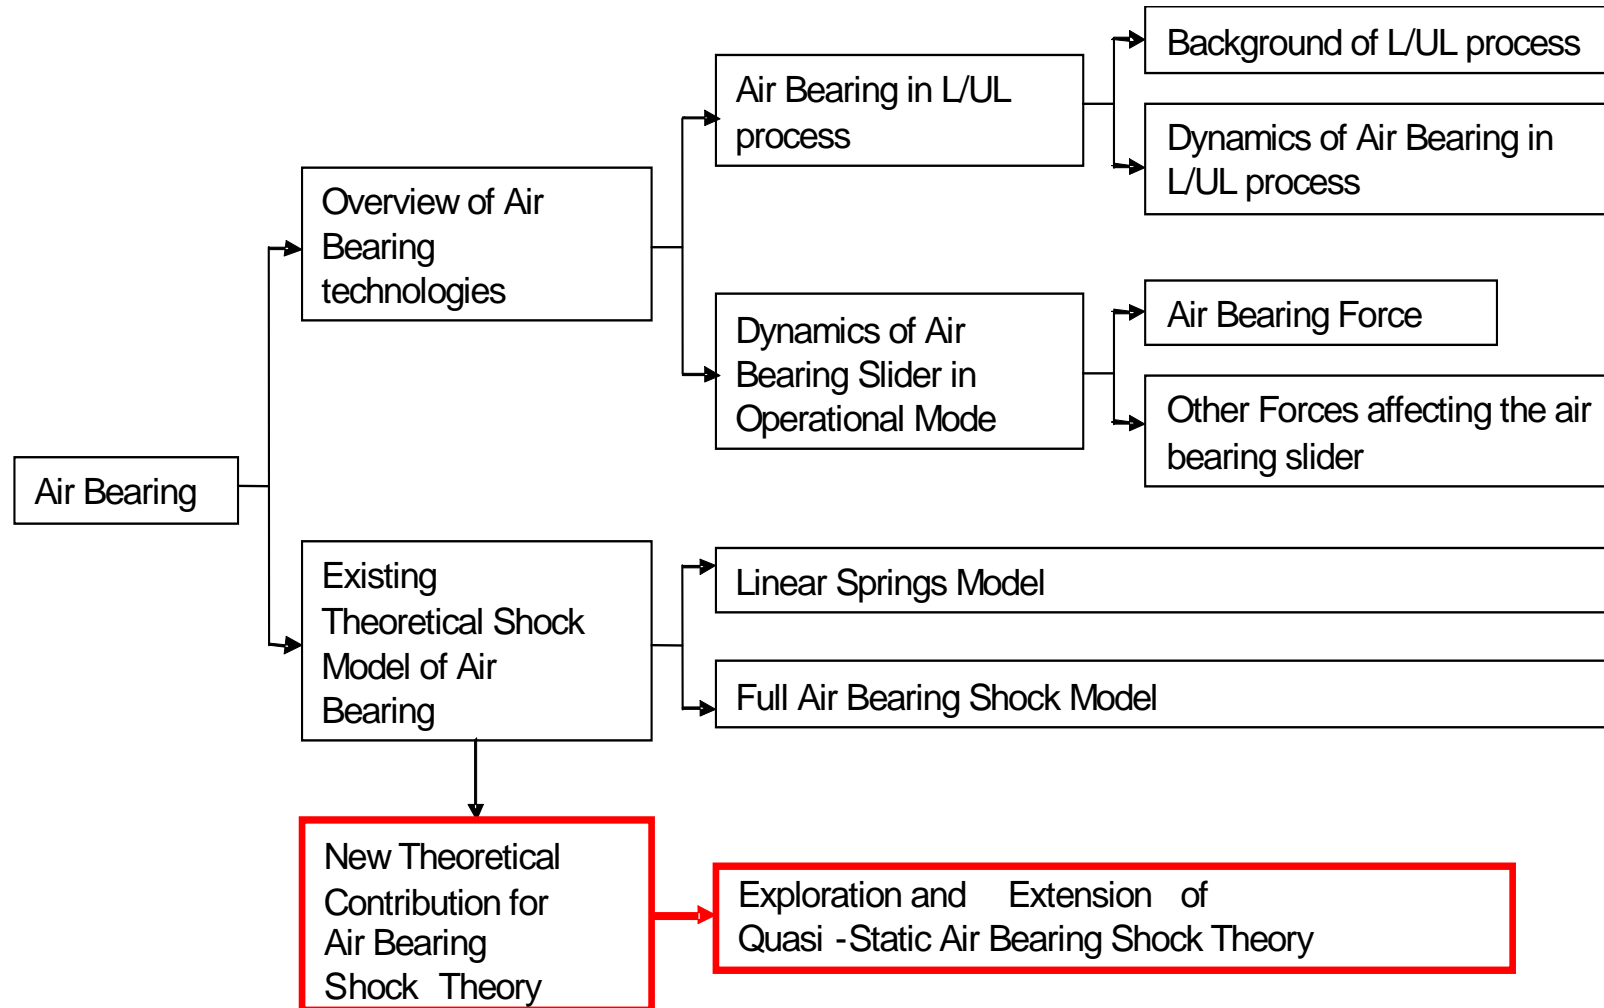 Air Bearing
Overview of Air
Bearing
technologies
Air Bearing in L/UL
process
Background of L/UL process
Dynamics of Air Bearing in
L/UL process
Dynamics of Air
Bearing Slider in
Operational Mode
Air Bearing Force
Other Forces affecting the air
bearing slider
Existing
Theoretical Shock
Model of Air
Bearing
Linear Springs Model
Full Air Bearing Shock Model
New Theoretical
Contribution for
Air Bearing
Shock Theory
Exploration and Extension of
Quasi -Static Air Bearing Shock Theory